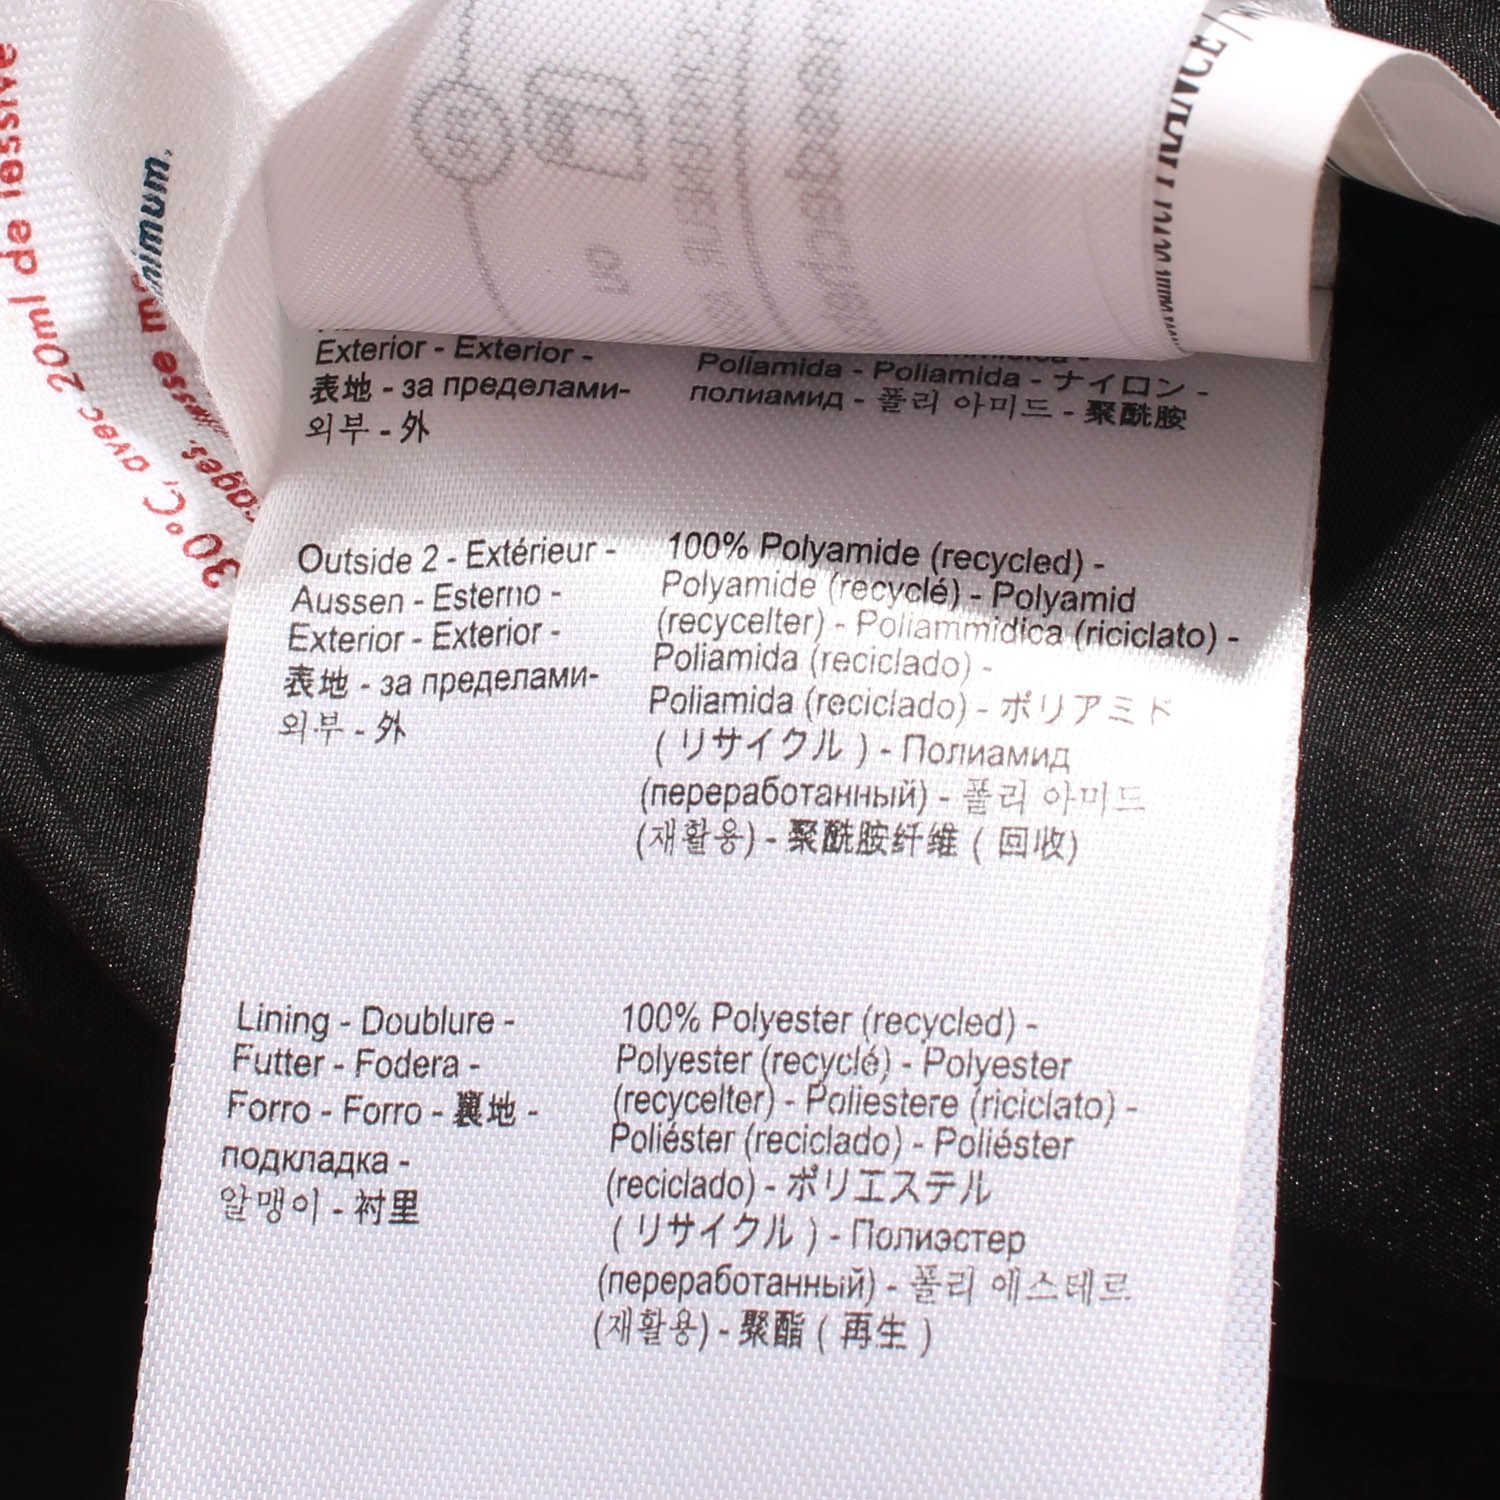 30°C, avec 20ml de lessive
FRANCE /
Exterior - Exterior -
表地 - за пределами-
외부 - 外
Poliamida - Poliamida - ナイロン -
полиамид - 폴리 아미드 - 聚酰胺
Outside 2 - Extérieur -
Aussen - Esterno -
Exterior - Exterior -
表地 - за пределами-
외부 - 外
100% Polyamide (recycled) -
Polyamide (recyclé) - Polyamid
(recycelter) - Poliammidica (riciclato) -
Poliamida (reciclado) -
Poliamida (reciclado) - ポリアミド
( リサイクル ) - Полиамид
(переработанный) - 폴리 아미드
(재활용) - 聚酰胺纤维 ( 回收)
Lining - Doublure -
Futter - Fodera -
Forro - Forro - 裏地 -
подкладка -
알맹이 - 衬里
100% Polyester (recycled) -
Polyester (recyclé) - Polyester
(recycelter) - Poliestere (riciclato) -
Poliéster (reciclado) - Poliéster
(reciclado) - ポリエステル
( リサイクル ) - Полиэстер
(переработанный) - 폴리 에스테르
(재활용) - 聚酯 ( 再生 )